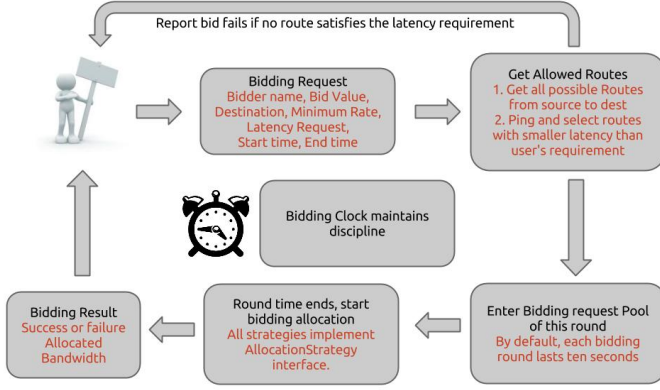 Report bid fails if no route satisfies the latency requirement
Bidding Request
Bidder name, Bid Value,
Destination, Minimum Rate,
Latency Request,
Start time, End time
Get Allowed Routes
1. Get all possible Routes
from source to dest
2. Ping and select routes
with smaller latency than
user's requirement
Bidding Clock maintains
discipline
Bidding Result
Success or failure
Allocated
Bandwidth
Round time ends, start
bidding allocation
All strategies implement
AllocationStrategy
interface.
Enter Bidding request Pool
of this round
By default, each bidding
round lasts ten seconds